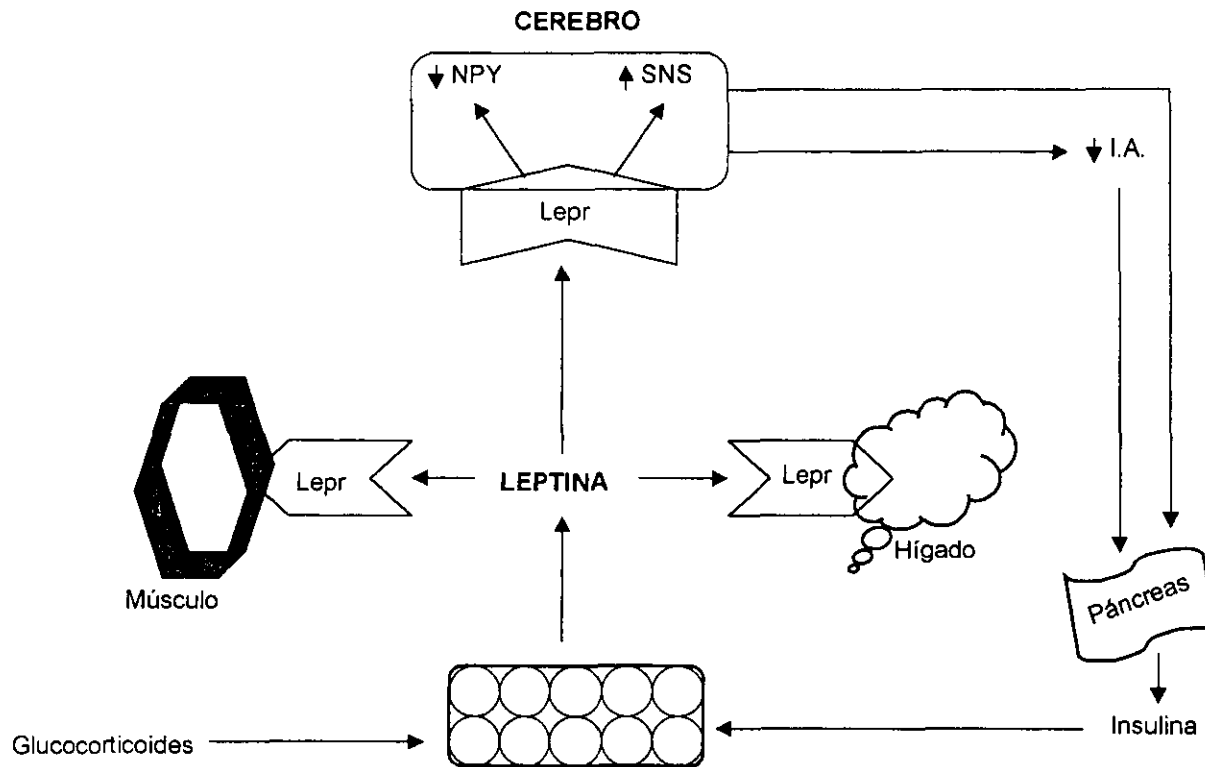 CEREBRO
NPY
SNS
I.A.
Lepr
Lepr
LEPTINA
Lepr
Hígado
Músculo
Páncreas
Glucocorticoides
Insulina